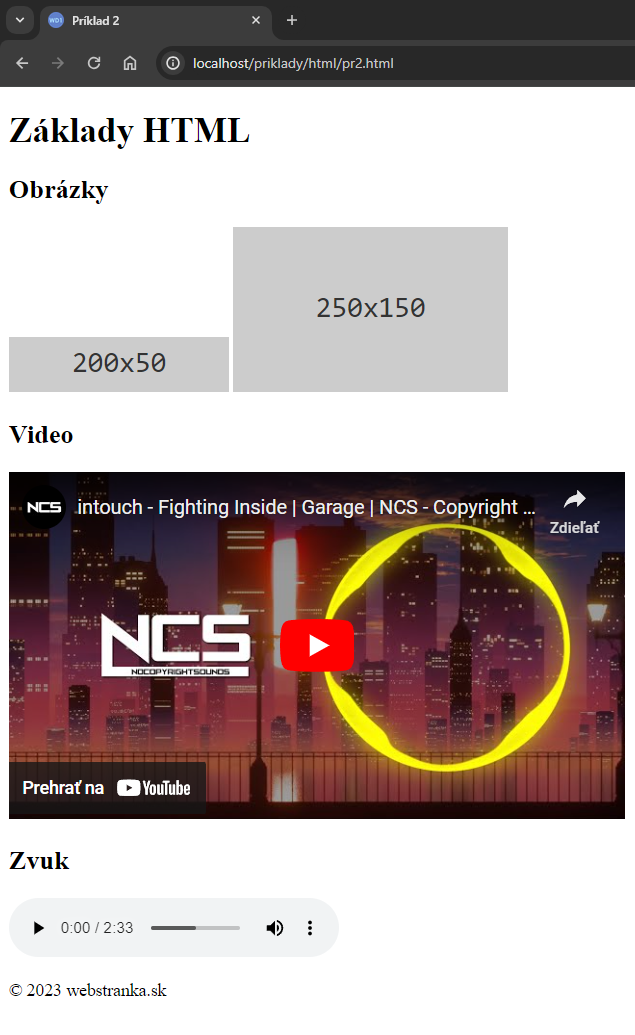 WD1 Príklad 2
localhost/priklady/html/pr2.html
Základy HTML
Obrázky
200x50
250x150
Video
NCS
intouch - Fighting Inside | Garage | NCS - Copyright ...
Zdieľať
NCS
NOCOPYRIGHTSOUNDS
Prehrať na YouTube
Zvuk
0:00 / 2:33
© 2023 webstranka.sk